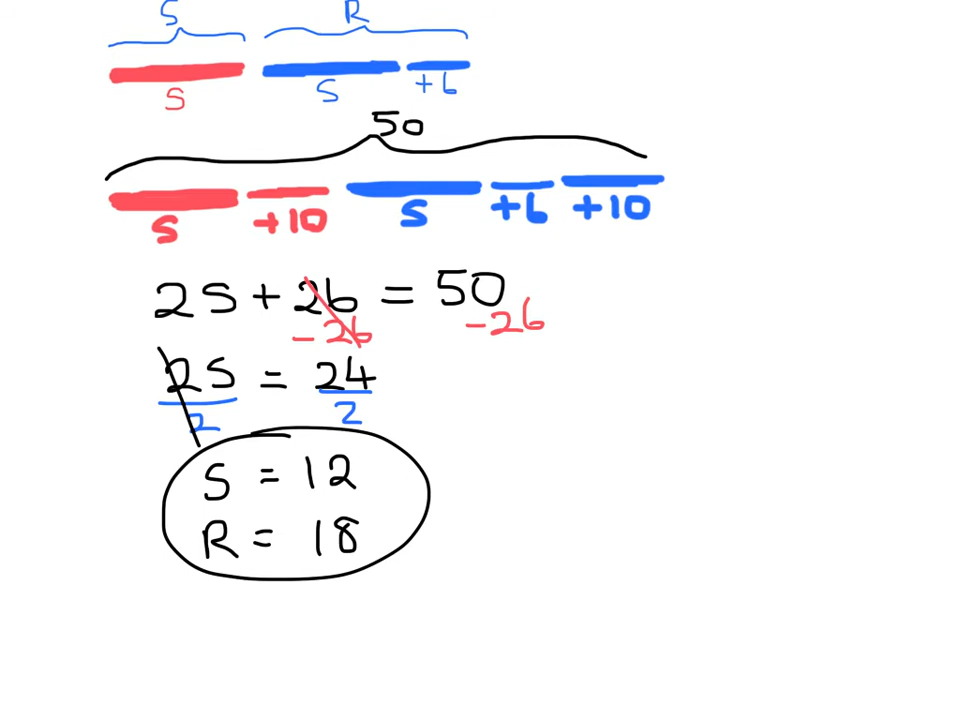 S R
S S +6
50
S +10 S +6 +10
2S + 26 = 50
-26 -26
2S = 24
2 2
S = 12
R = 18